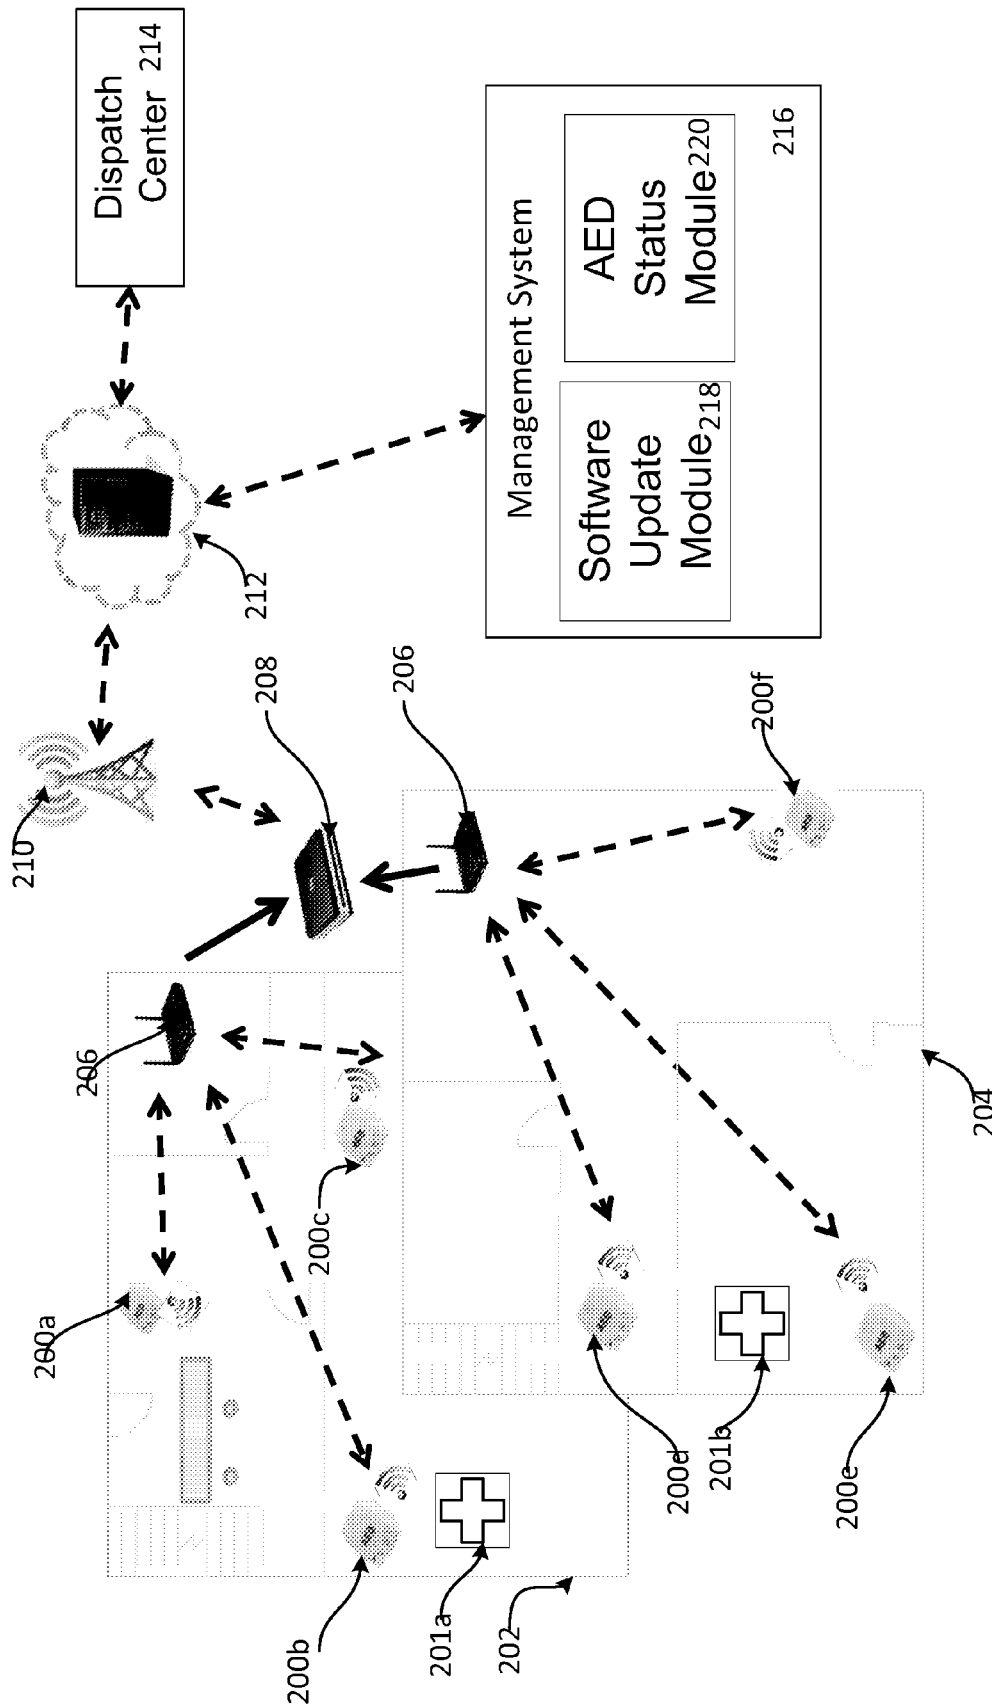 Dispatch
Center 214
210
212
208
206
206
Management System
Software
Update
Module 218
AED
Status
Module 220
216
200a
200c
200f
200b
201a
202
200d
201b
200e
204